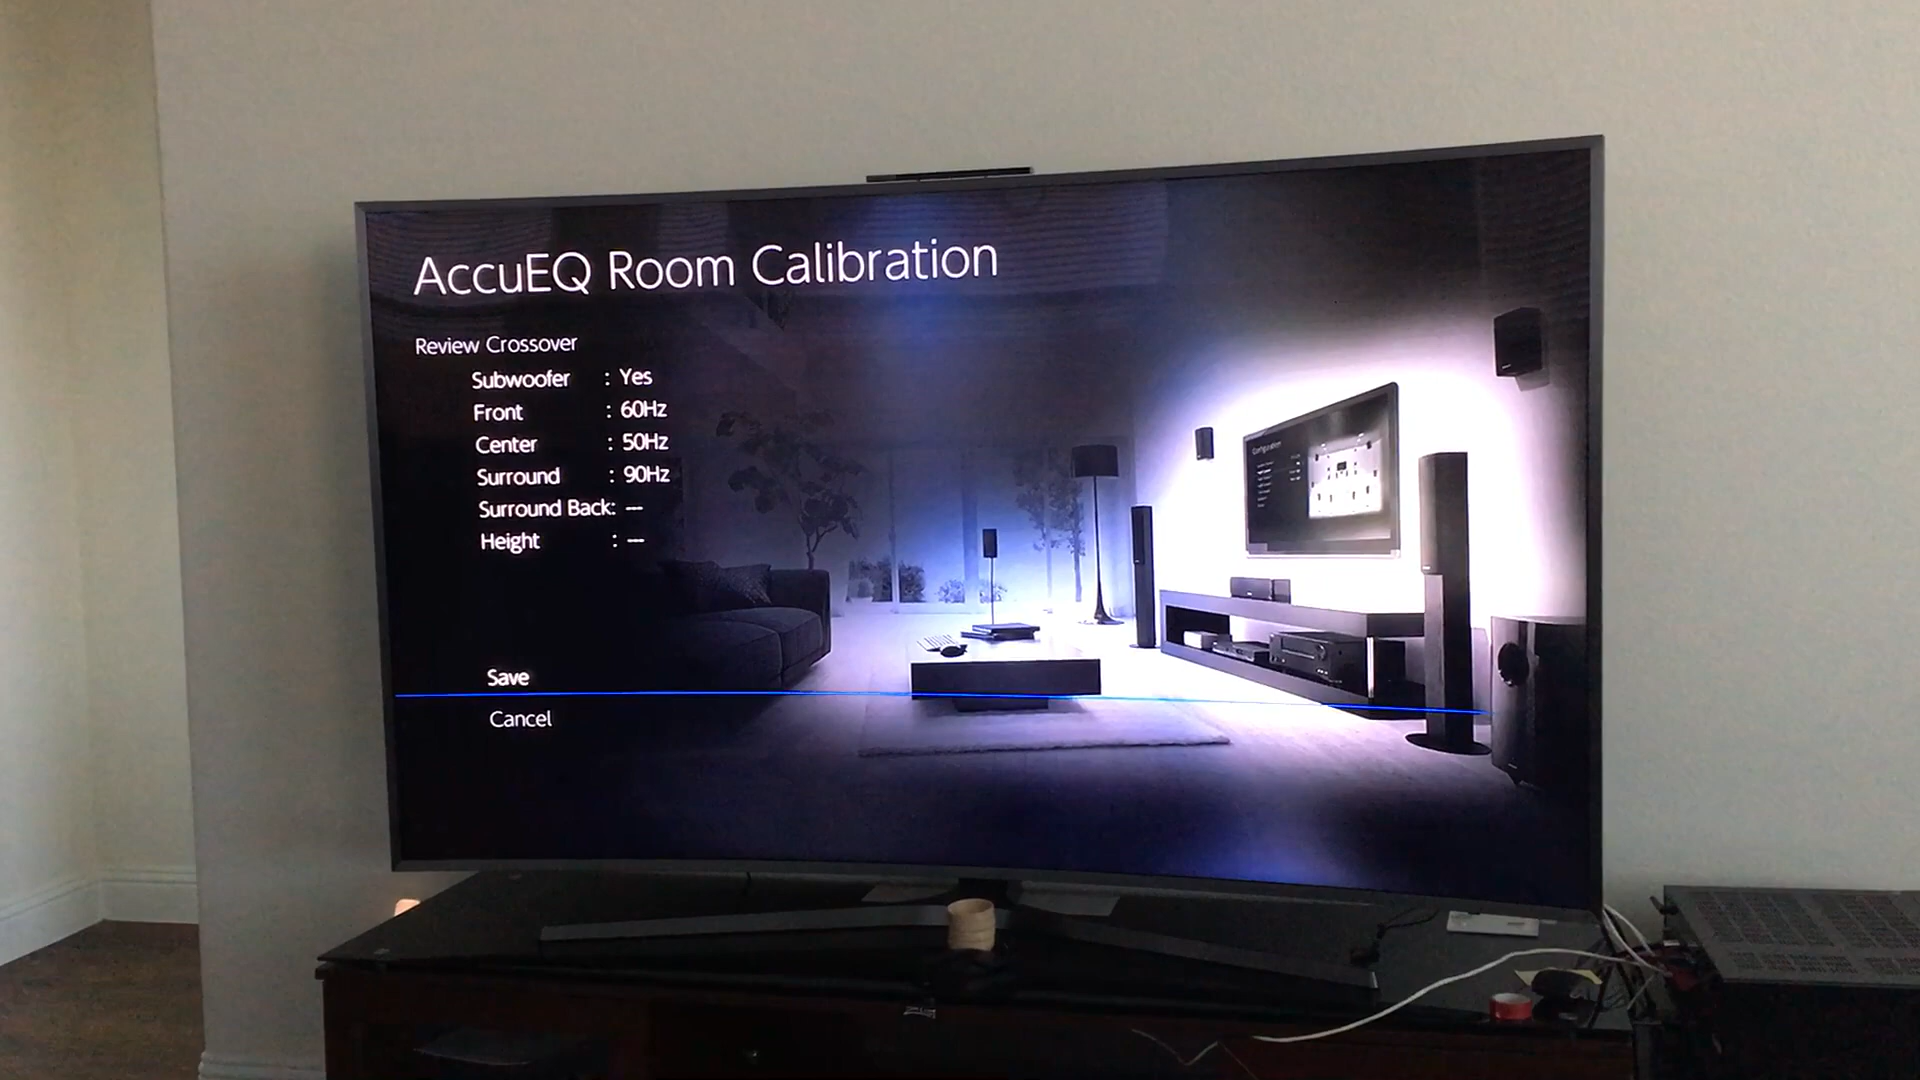 AccuEQ Room Calibration
Review Crossover
Subwoofer : Yes
Front : 60Hz
Center : 50Hz
Surround : 90Hz
Surround Back: ---
Height : ---
Save
Cancel